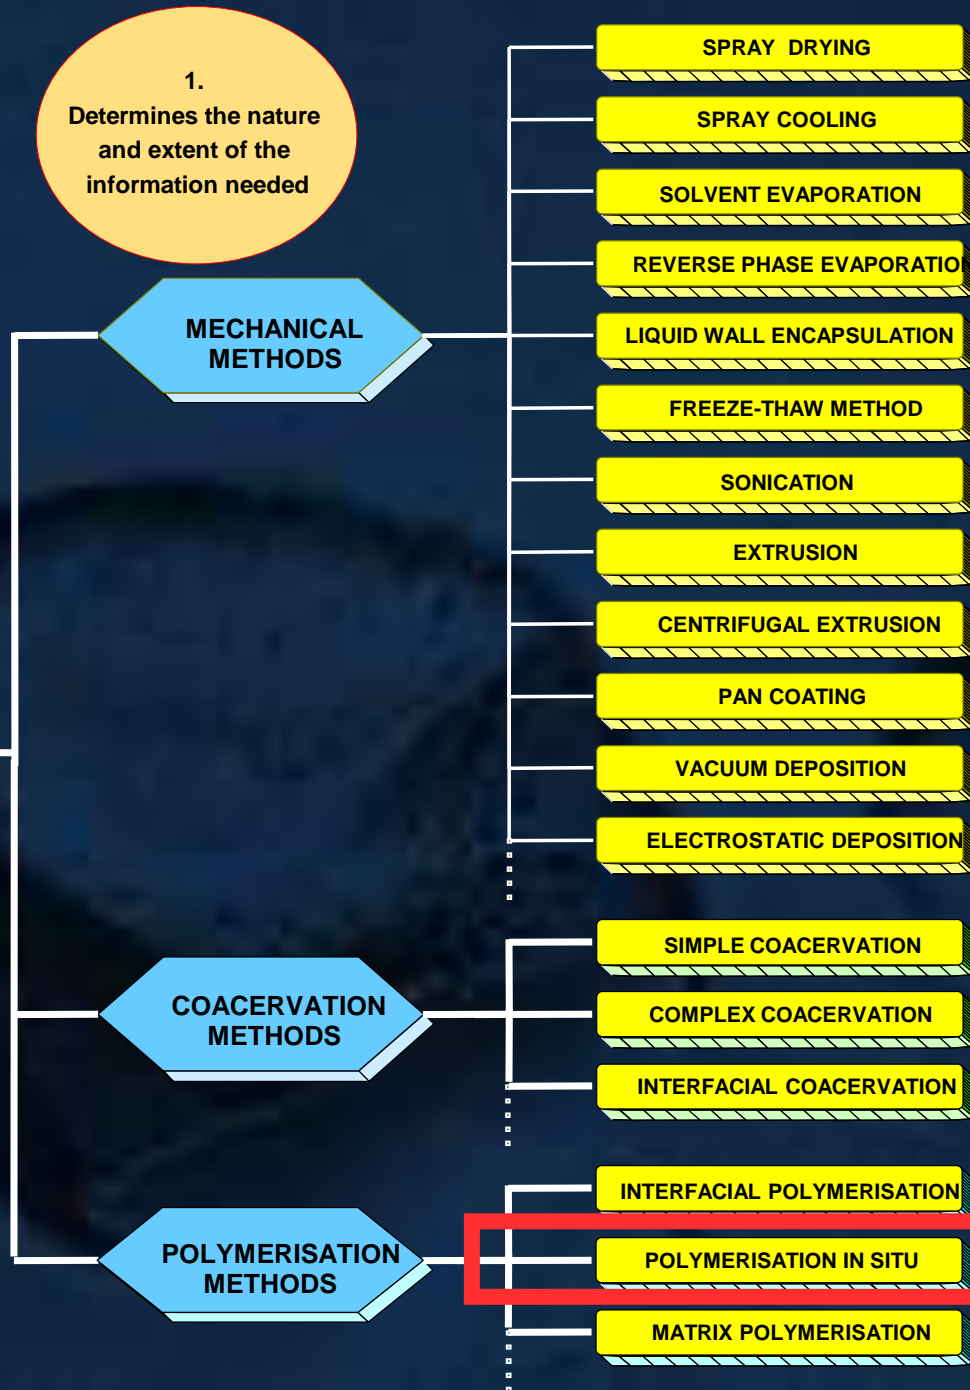 1.
Determines the nature
and extent of the
information needed
MECHANICAL
METHODS
SPRAY DRYING
SPRAY COOLING
SOLVENT EVAPORATION
REVERSE PHASE EVAPORATION
LIQUID WALL ENCAPSULATION
FREEZE-THAW METHOD
SONICATION
EXTRUSION
CENTRIFUGAL EXTRUSION
PAN COATING
VACUUM DEPOSITION
ELECTROSTATIC DEPOSITION
COACERVATION
METHODS
SIMPLE COACERVATION
COMPLEX COACERVATION
INTERFACIAL COACERVATION
POLYMERISATION
METHODS
INTERFACIAL POLYMERISATION
POLYMERISATION IN SITU
MATRIX POLYMERISATION